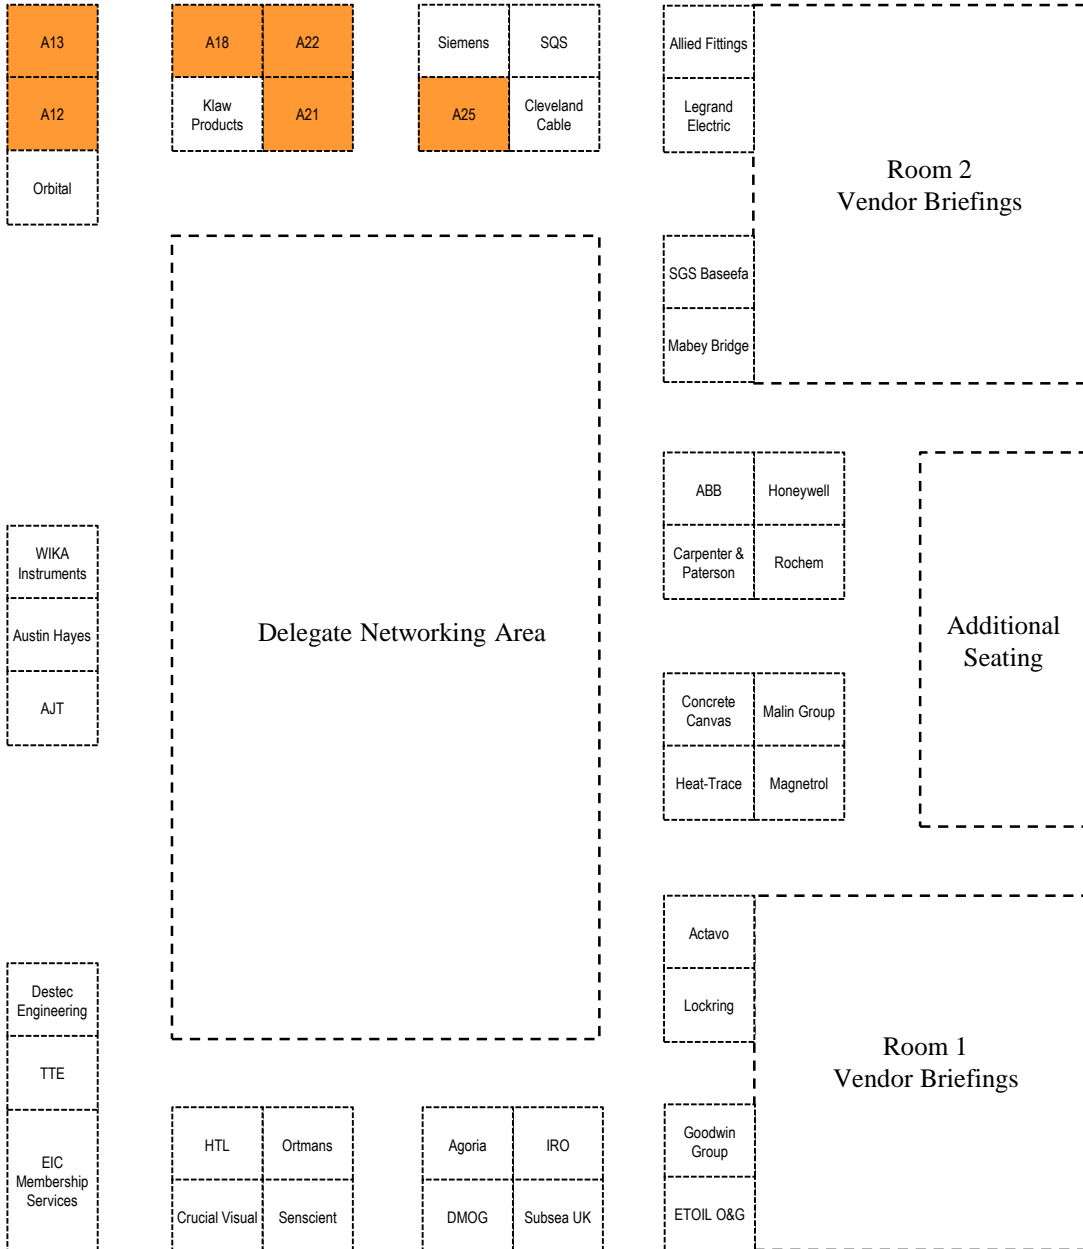 A13
A18
A22
Siemens
SQS
Allied Fittings
A12
Klaw
Products
A21
A25
Cleveland
Cable
Legrand
Electric
Orbital
Room 2
Vendor Briefings
SGS Baseefa
Mabey Bridge
ABB
Honeywell
WIKA
Instruments
Carpenter &
Paterson
Rochem
Austin Hayes
Delegate Networking Area
Additional
Seating
AJT
Concrete
Canvas
Malin Group
Heat-Trace
Magnetrol
Actavo
Destec
Engineering
Lockring
TTE
Room 1
Vendor Briefings
EIC
Membership
Services
HTL
Ortmans
Agoria
IRO
Goodwin
Group
Crucial Visual
Senscient
DMOG
Subsea UK
ETOIL O&G